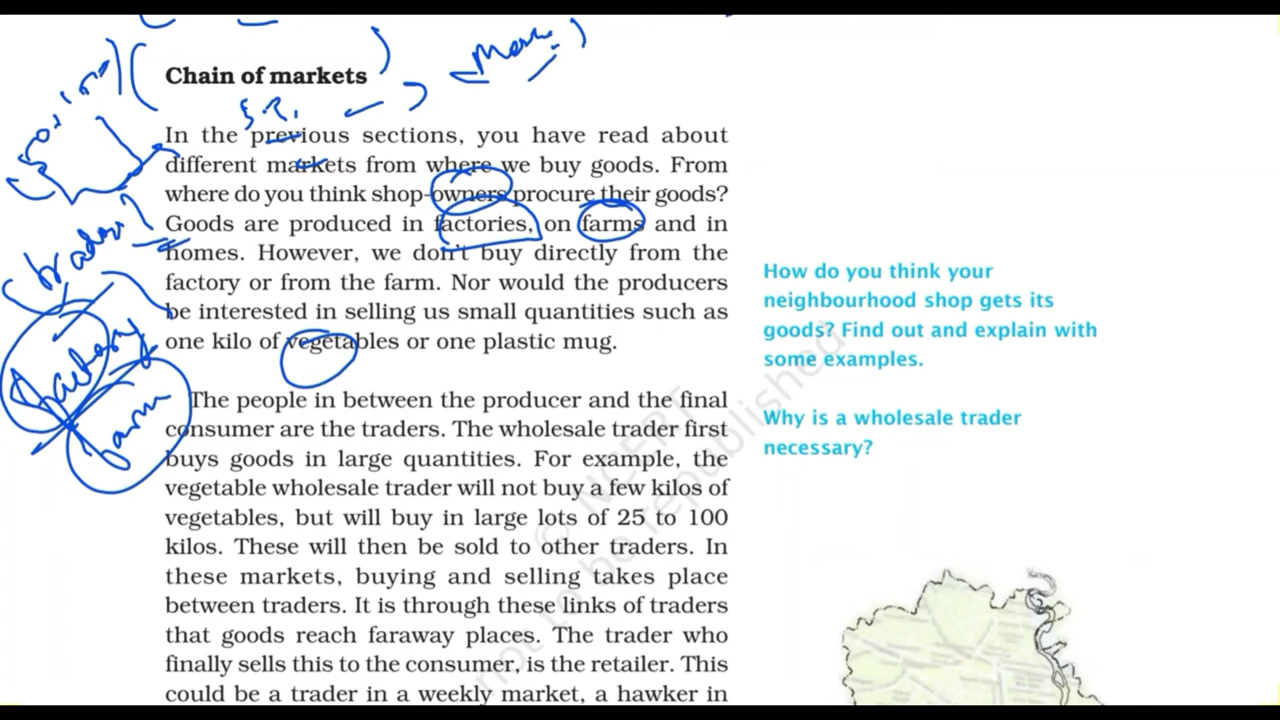 Chain of markets
In the previous sections, you have read about
different markets from where we buy goods. From
where do you think shop-owners procure their goods?
Goods are produced in factories, on farms and in
homes. However, we don't buy directly from the
factory or from the farm. Nor would the producers
be interested in selling us small quantities such as
one kilo of vegetables or one plastic mug.
The people in between the producer and the final
consumer are the traders. The wholesale trader first
buys goods in large quantities. For example, the
vegetable wholesale trader will not buy a few kilos of
vegetables, but will buy in large lots of 25 to 100
kilos. These will then be sold to other traders. In
these markets, buying and selling takes place
between traders. It is through these links of traders
that goods reach faraway places. The trader who
finally sells this to the consumer, is the retailer. This
could be a trader in a weekly market, a hawker in
How do you think your
neighbourhood shop gets its
goods? Find out and explain with
some examples.
Why is a wholesale trader
necessary?
factory
farm
© NCERT
not to be republished